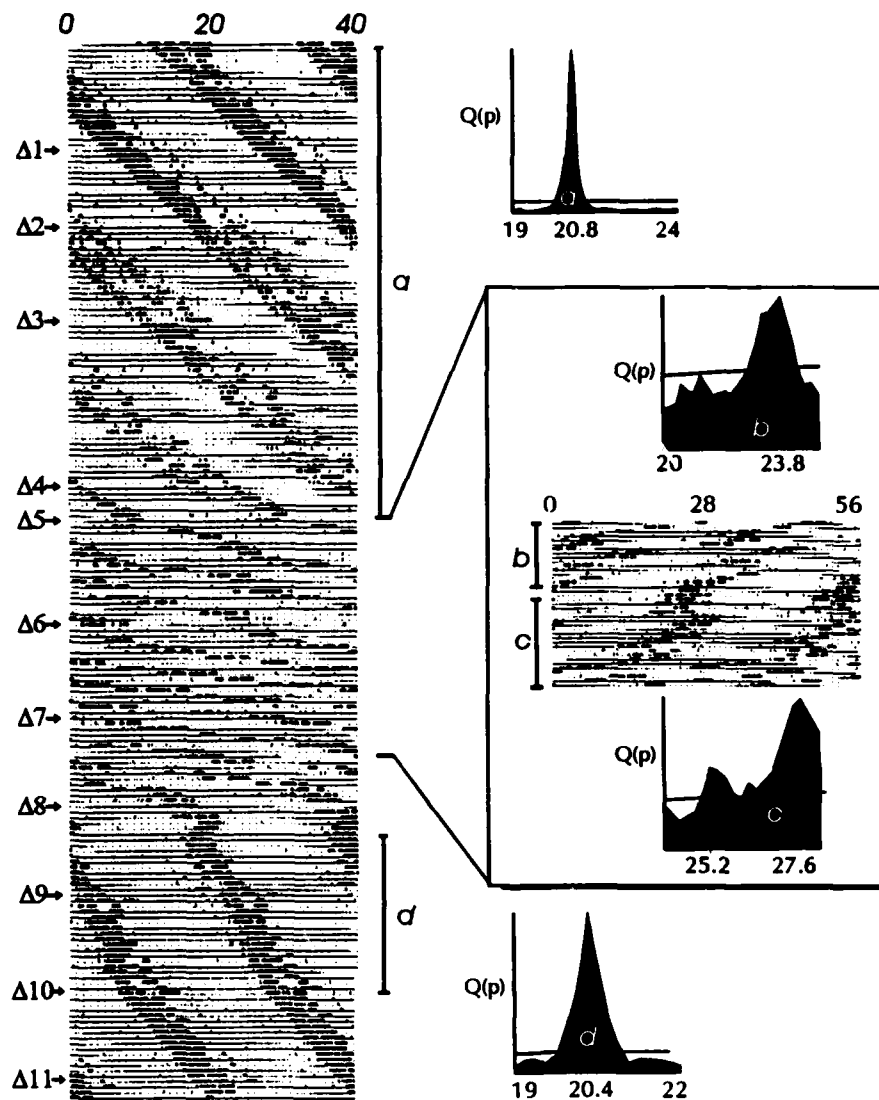 0 20 40
Δ1→
Δ2→
Δ3→
Δ4→
Δ5→
Δ6→
Δ7→
Δ8→
Δ9→
Δ10→
Δ11→
a
d
Q(p)
a
19 20.8 24
Q(p)
b
20 23.8
0 28 56
b
c
Q(p)
c
25.2 27.6
Q(p)
d
19 20.4 22